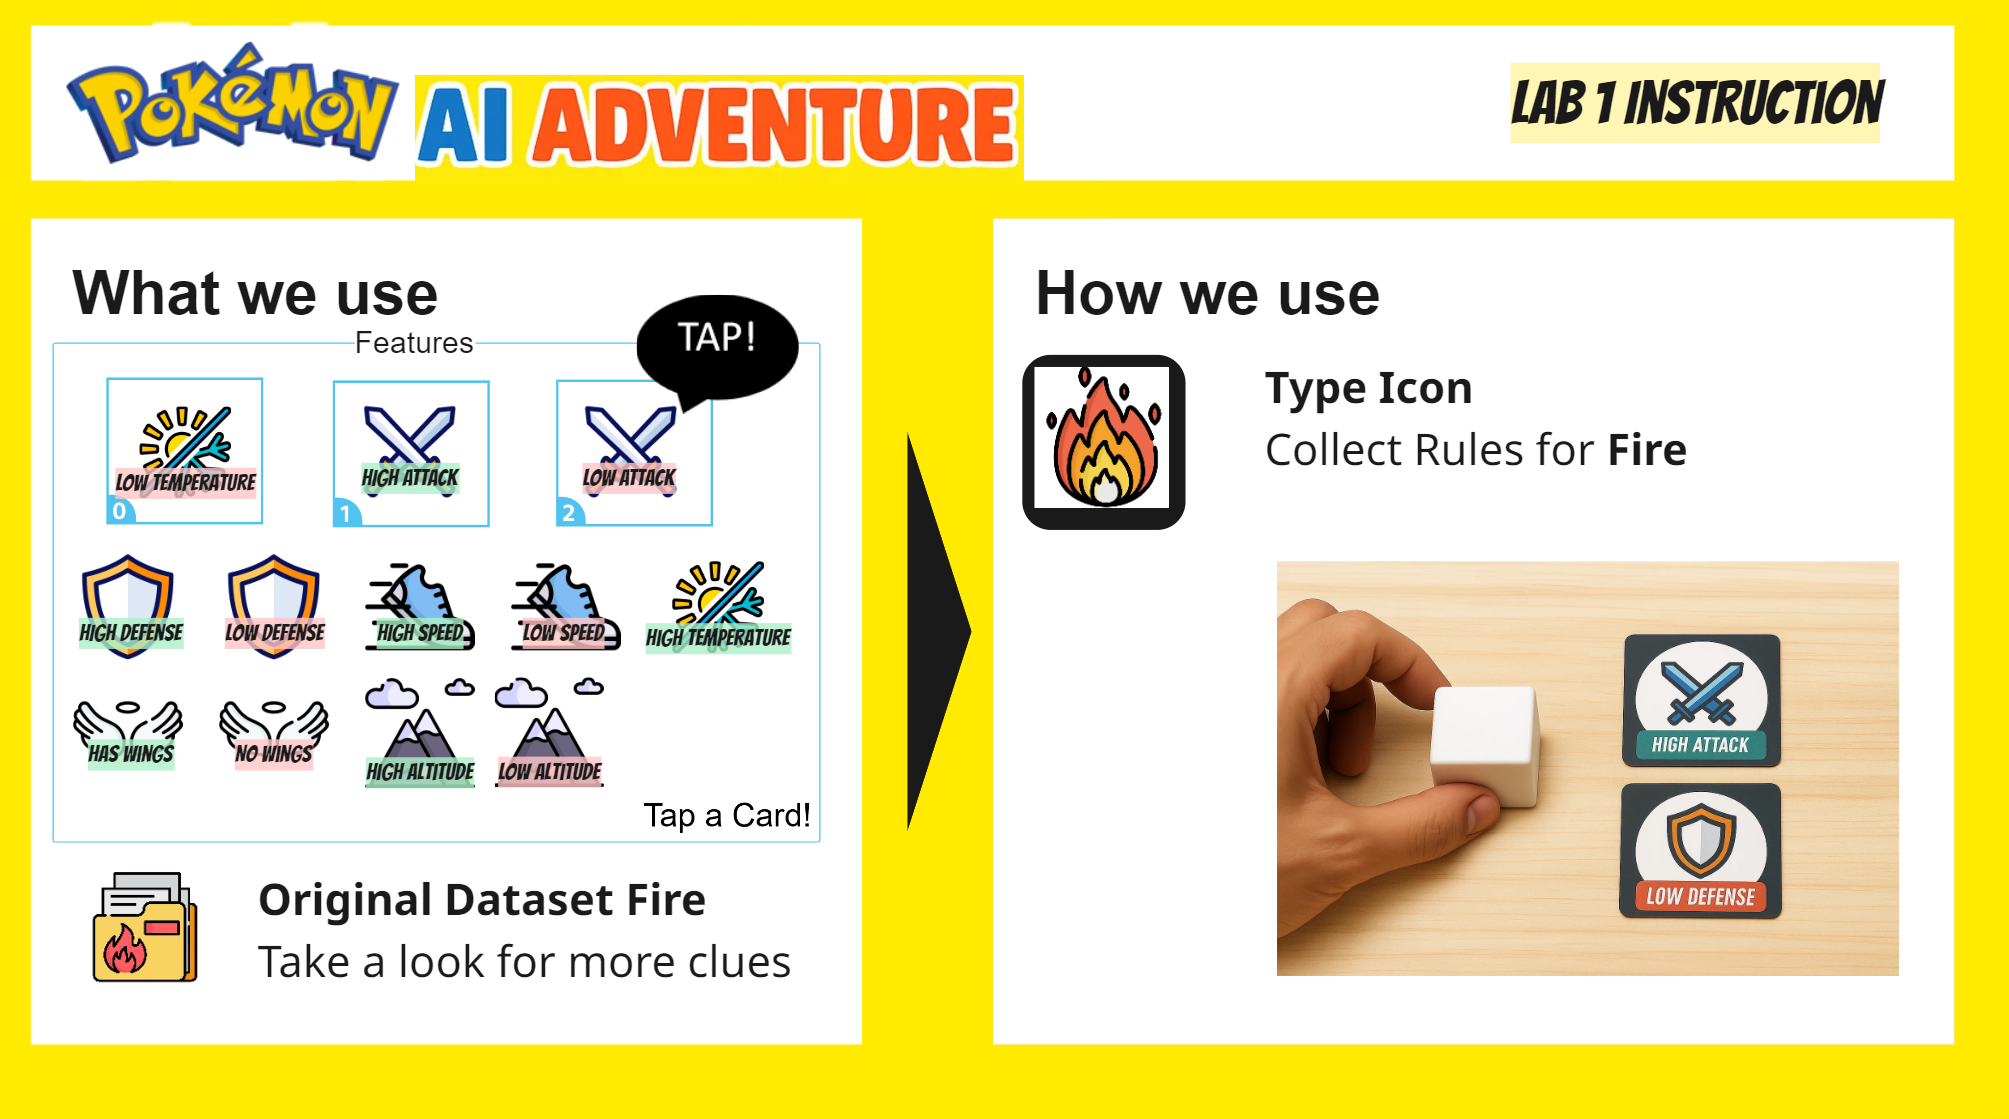 POKéMON
AI ADVENTURE
LAB 1 INSTRUCTION
What we use
Features
TAP!
LOW TEMPERATURE
0
HIGH ATTACK
1
LOW ATTACK
2
HIGH DEFENSE
LOW DEFENSE
HIGH SPEED
LOW SPEED
HIGH TEMPERATURE
HAS WINGS
NO WINGS
HIGH ALTITUDE
LOW ALTITUDE
Tap a Card!
Original Dataset Fire
Take a look for more clues
How we use
Type Icon
Collect Rules for Fire
HIGH ATTACK
LOW DEFENSE